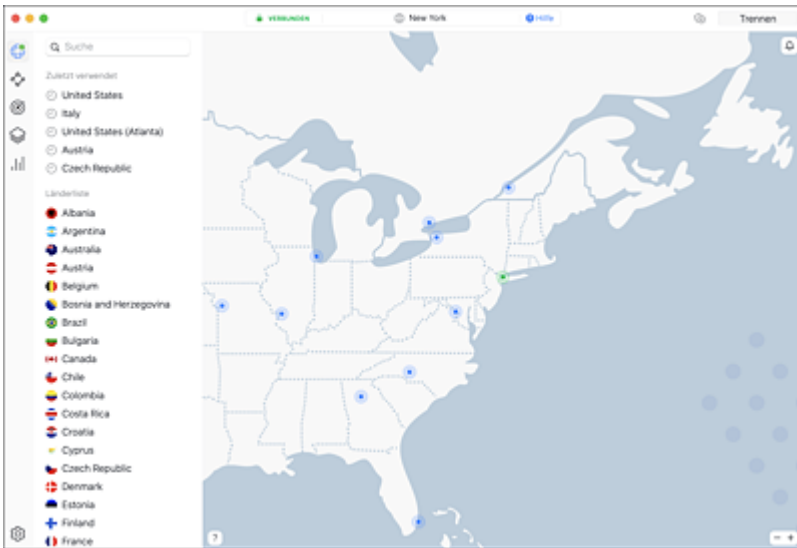 VERBUNDEN
New York
Hilfe
Trennen
Suche
Zuletzt verwendet
United States
Italy
United States (Atlanta)
Austria
Czech Republic
Länderliste
Albania
Argentina
Australia
Austria
Belgium
Bosnia and Herzegovina
Brazil
Bulgaria
Canada
Chile
Colombia
Costa Rica
Croatia
Cyprus
Czech Republic
Denmark
Estonia
Finland
France
?
− +